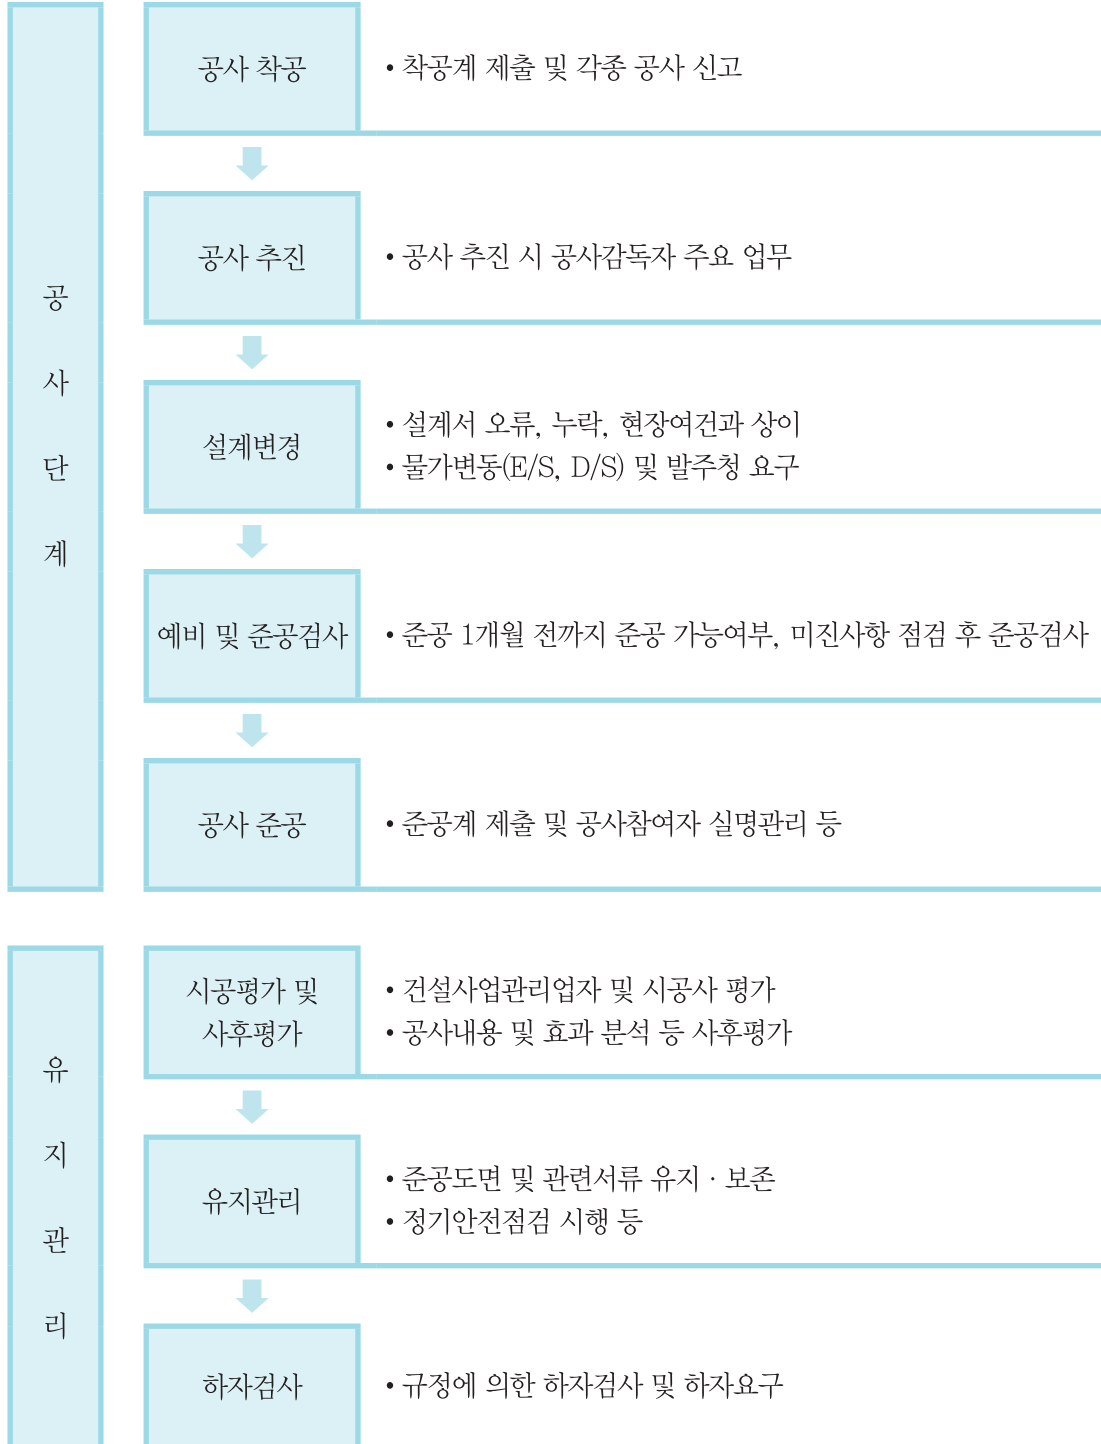 공사단계
공사 착공
• 착공계 제출 및 각종 공사 신고
공사 추진
• 공사 추진 시 공사감독자 주요 업무
설계변경
• 설계서 오류, 누락, 현장여건과 상이
• 물가변동(E/S, D/S) 및 발주청 요구
예비 및 준공검사
• 준공 1개월 전까지 준공 가능여부, 미진사항 점검 후 준공검사
공사 준공
• 준공계 제출 및 공사참여자 실명관리 등
유지관리
시공평가 및
사후평가
• 건설사업관리업자 및 시공사 평가
• 공사내용 및 효과 분석 등 사후평가
유지관리
• 준공도면 및 관련서류 유지 · 보존
• 정기안전점검 시행 등
하자검사
• 규정에 의한 하자검사 및 하자요구